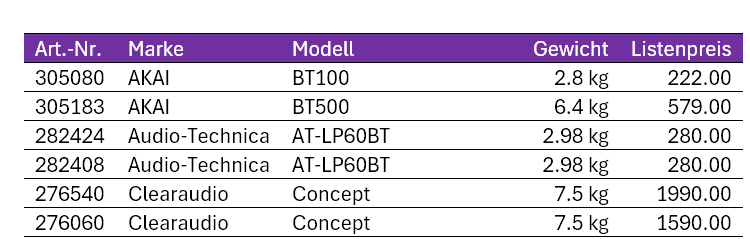 Art.-Nr. Marke Modell Gewicht Listenpreis
305080 AKAI BT100 2.8 kg 222.00
305183 AKAI BT500 6.4 kg 579.00
282424 Audio-Technica AT-LP60BT 2.98 kg 280.00
282408 Audio-Technica AT-LP60BT 2.98 kg 280.00
276540 Clearaudio Concept 7.5 kg 1990.00
276060 Clearaudio Concept 7.5 kg 1590.00